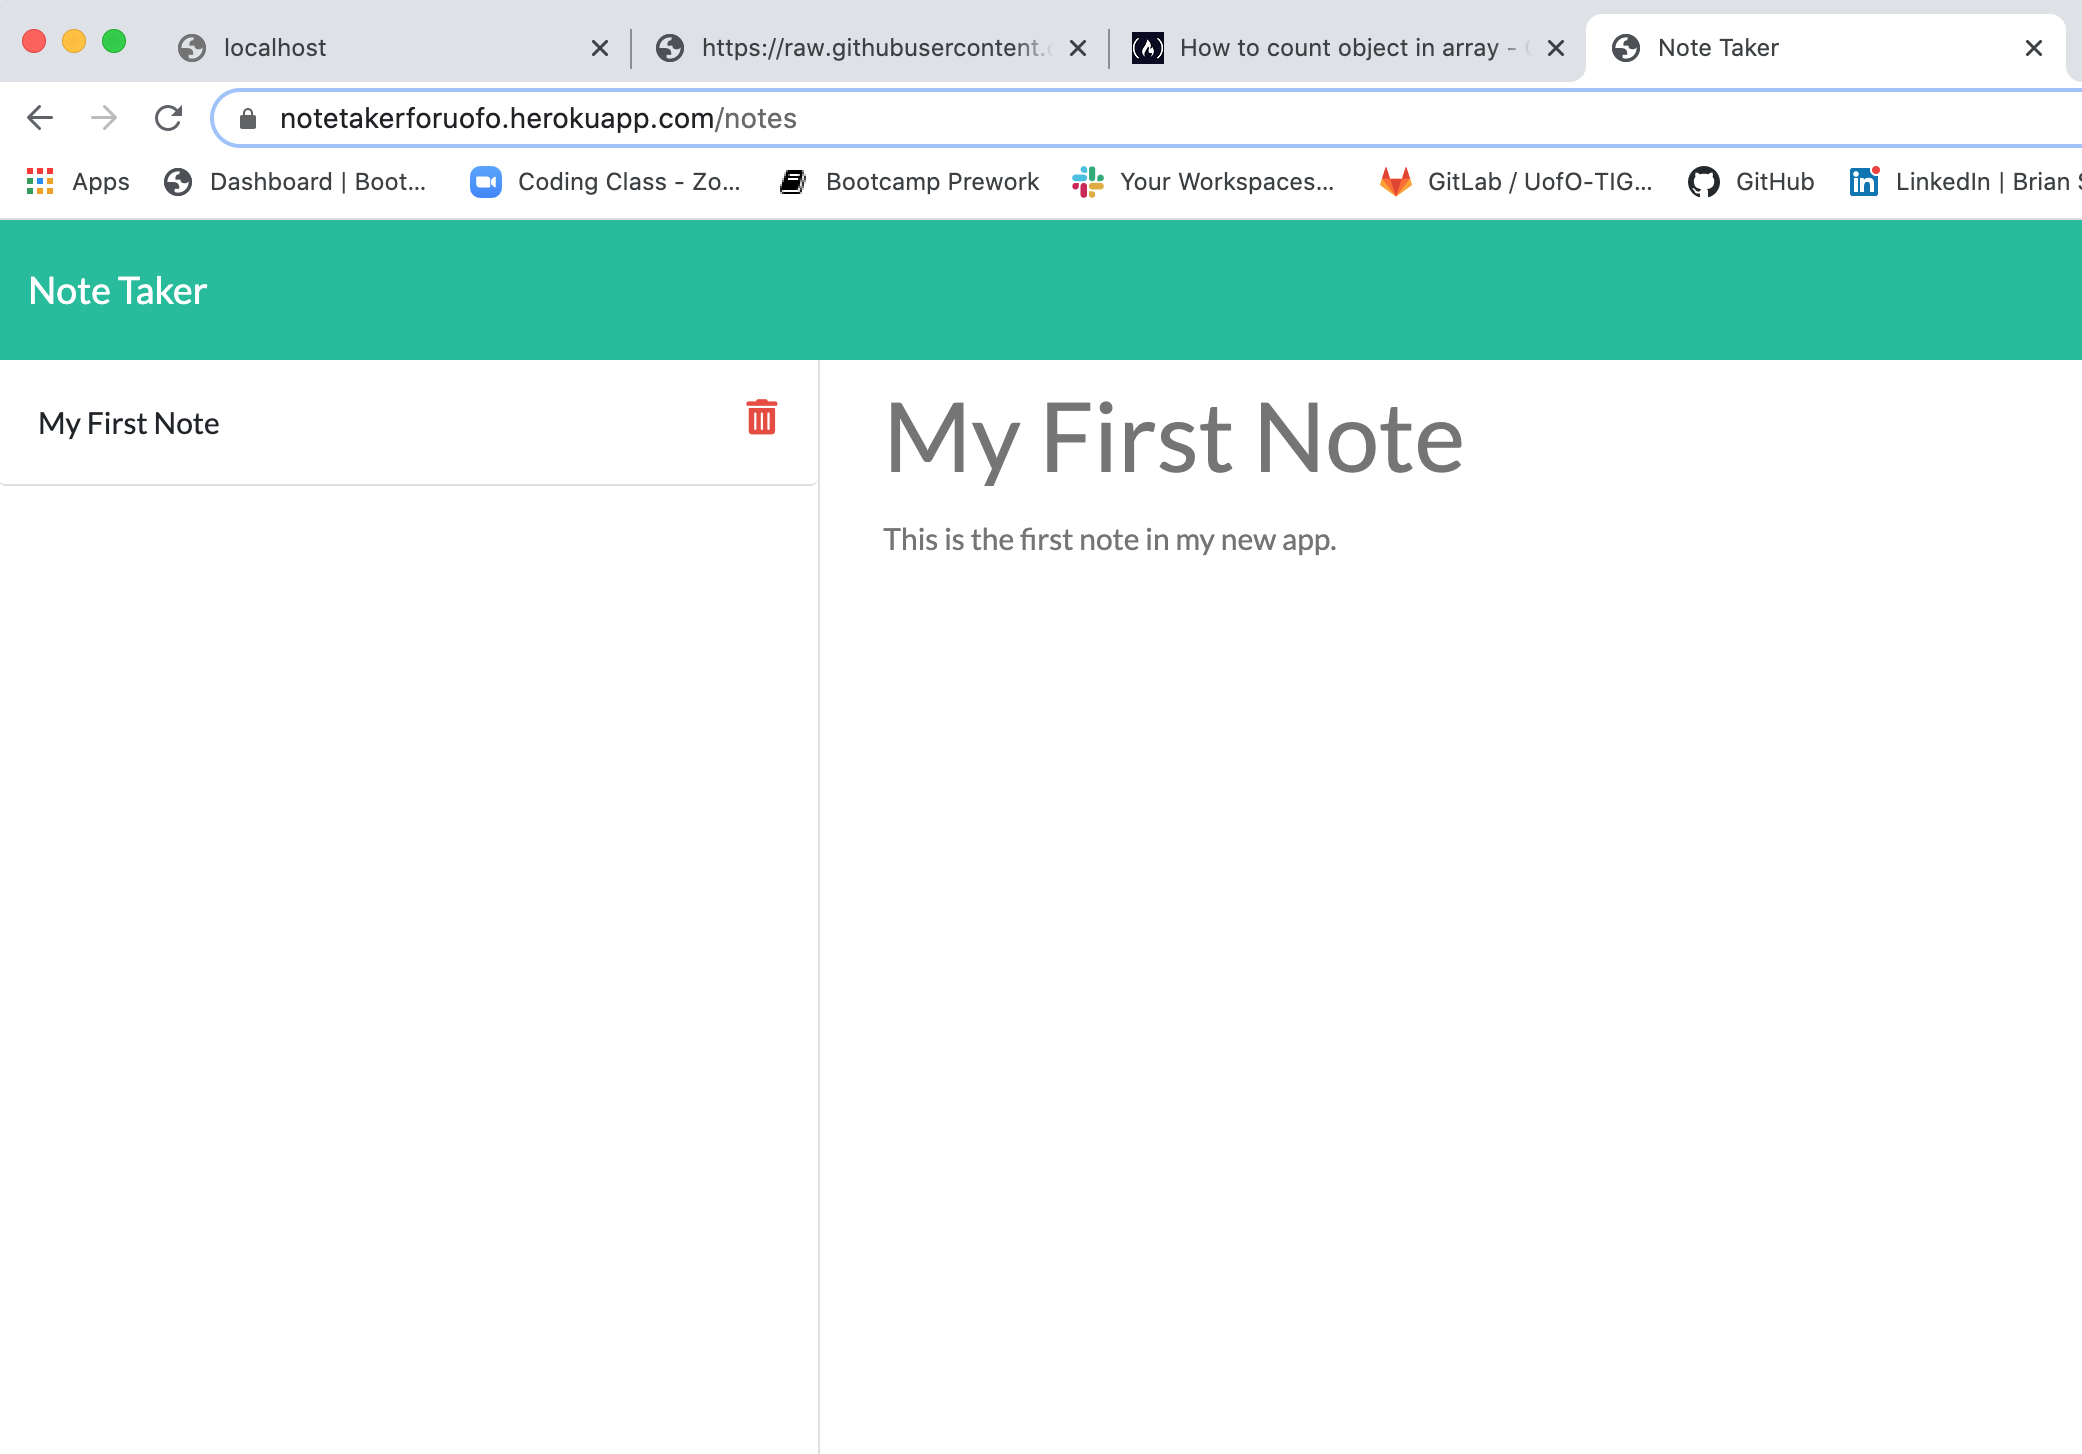 localhost
https://raw.githubusercontent.
How to count object in array -
Note Taker
notetakerforuofo.herokuapp.com/notes
Apps
Dashboard | Boot...
Coding Class - Zo...
Bootcamp Prework
Your Workspaces...
GitLab / UofO-TIG...
GitHub
LinkedIn | Brian
Note Taker
My First Note
My First Note
This is the first note in my new app.